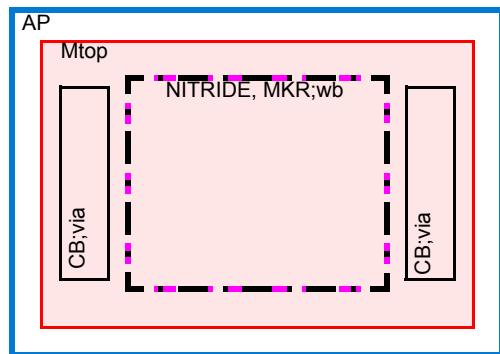 AP
Mtop
NITRIDE, MKR;wb
CB;via
CB;via